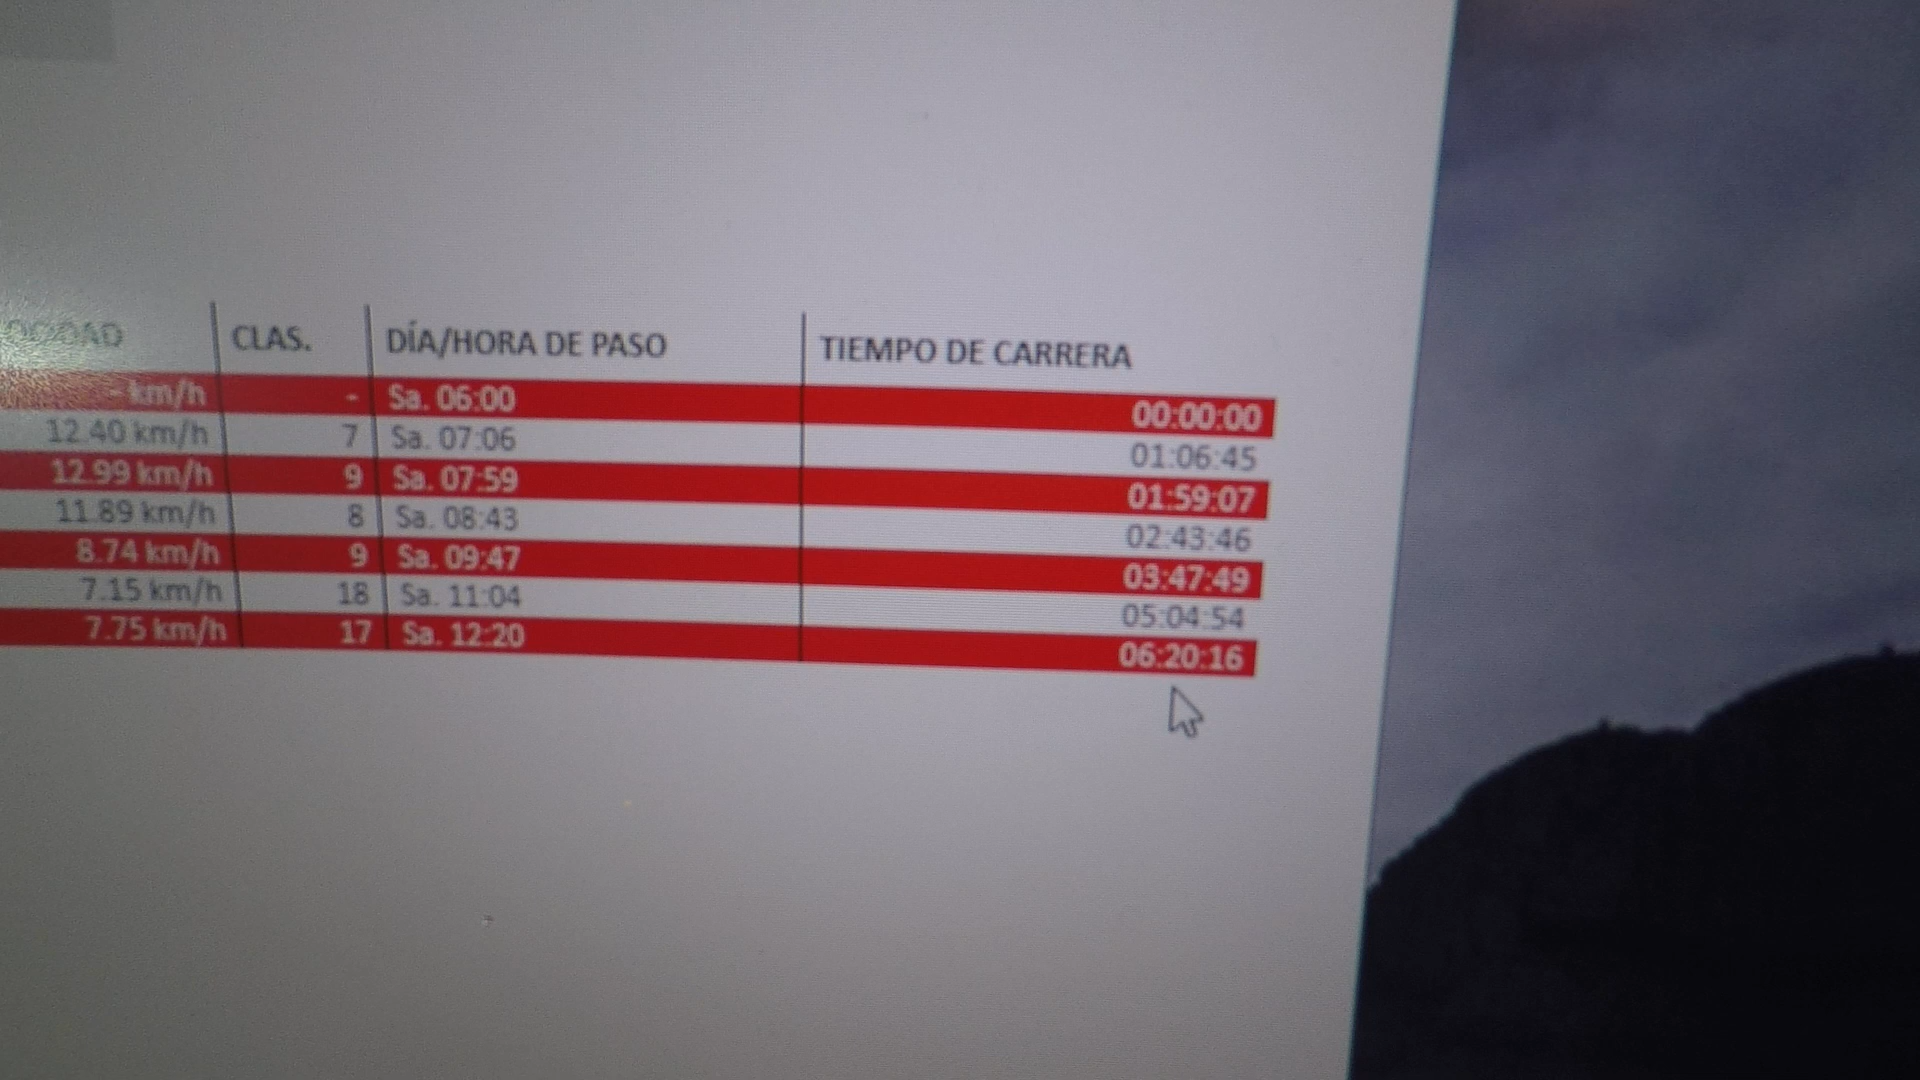 CLAS. DÍA/HORA DE PASO TIEMPO DE CARRERA
- km/h - Sa. 06:00 00:00:00
12.40 km/h 7 Sa. 07:06 01:06:45
12.99 km/h 9 Sa. 07:59 01:59:07
11.89 km/h 8 Sa. 08:43 02:43:46
8.74 km/h 9 Sa. 09:47 03:47:49
7.15 km/h 18 Sa. 11:04 05:04:54
7.75 km/h 17 Sa. 12:20 06:20:16